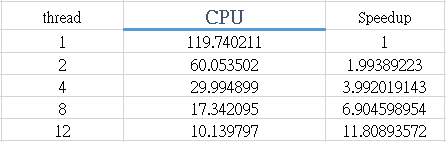 thread CPU Speedup
1 119.740211 1
2 60.053502 1.99389223
4 29.994899 3.992019143
8 17.342095 6.904598954
12 10.139797 11.80893572